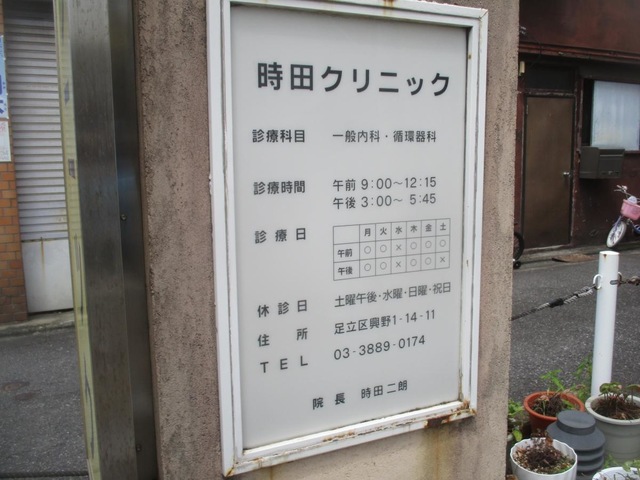 時田クリニック
診療科目 一般内科・循環器科
診療時間 午前 9:00〜12:15
午後 3:00〜 5:45
診療日 月 火 水 木 金 土
午前 ○ ○ × ○ ○ ○
午後 ○ ○ × ○ ○ ×
休診日 土曜午後・水曜・日曜・祝日
住所 足立区興野1-14-11
TEL 03-3889-0174
院長 時田二朗